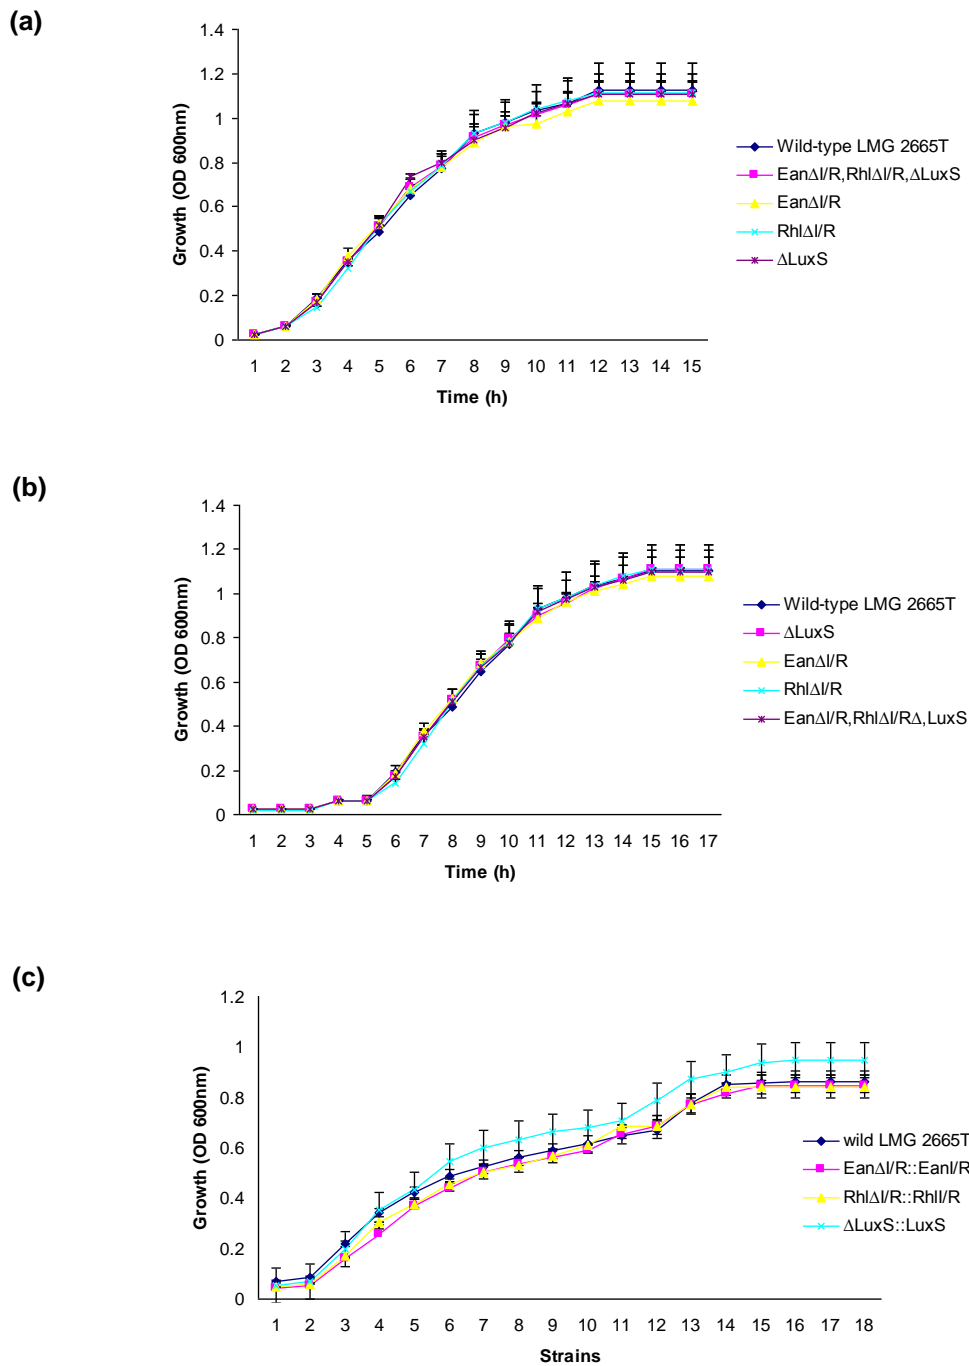 (a)
1.4
1.2
1
0.8
0.6
0.4
0.2
0
Growth (OD 600nm)
1 2 3 4 5 6 7 8 9 10 11 12 13 14 15
Time (h)
Wild-type LMG 2665T
EanΔI/R,RhlΔI/R,ΔLuxS
EanΔI/R
RhlΔI/R
ΔLuxS
(b)
1.4
1.2
1
0.8
0.6
0.4
0.2
0
Growth (OD 600nm)
1 2 3 4 5 6 7 8 9 10 11 12 13 14 15 16 17
Time (h)
Wild-type LMG 2665T
ΔLuxS
EanΔI/R
RhlΔI/R
EanΔI/R,RhlΔI/RΔ,LuxS
(c)
1.2
1
0.8
0.6
0.4
0.2
0
Growth (OD 600nm)
1 2 3 4 5 6 7 8 9 10 11 12 13 14 15 16 17 18
Strains
wild LMG 2665T
EanΔI/R::EanI/R
RhlΔI/R::RhlI/R
ΔLuxS::LuxS